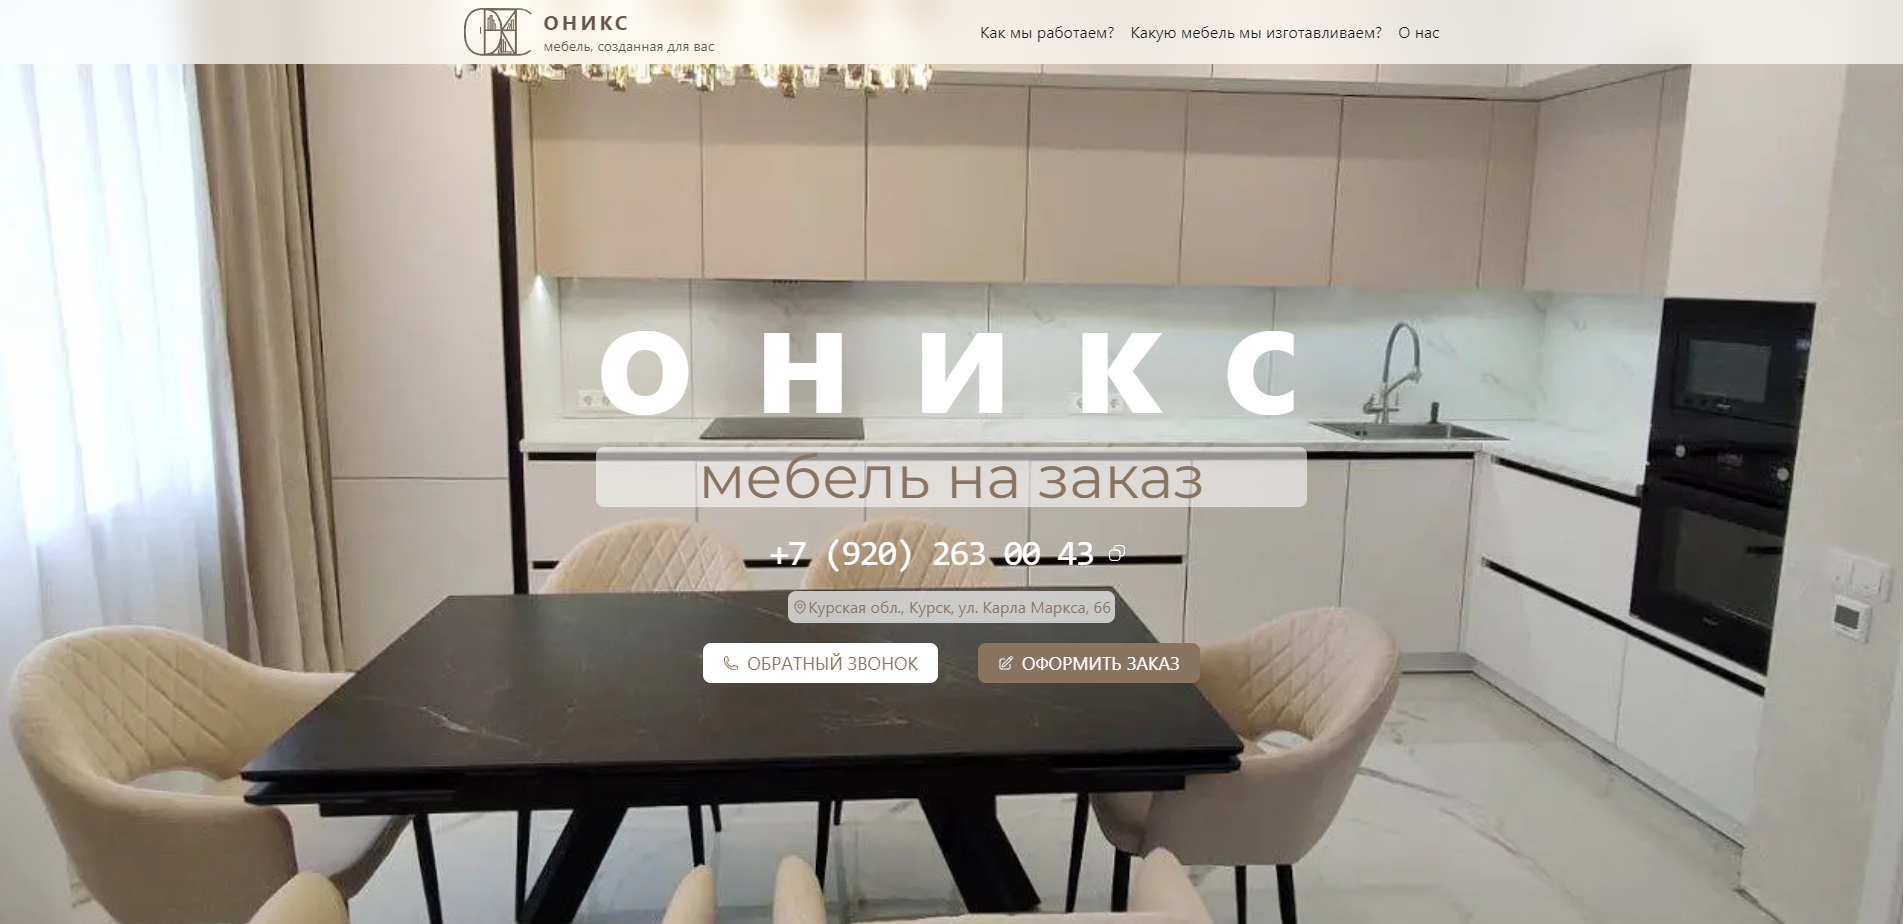 ОНИКС
мебель, созданная для вас
Как мы работаем? Какую мебель мы изготавливаем? О нас
ОНИКС
мебель на заказ
+7 (920) 263 00 43
Курская обл., Курск, ул. Карла Маркса, 66
ОБРАТНЫЙ ЗВОНОК
ОФОРМИТЬ ЗАКАЗ